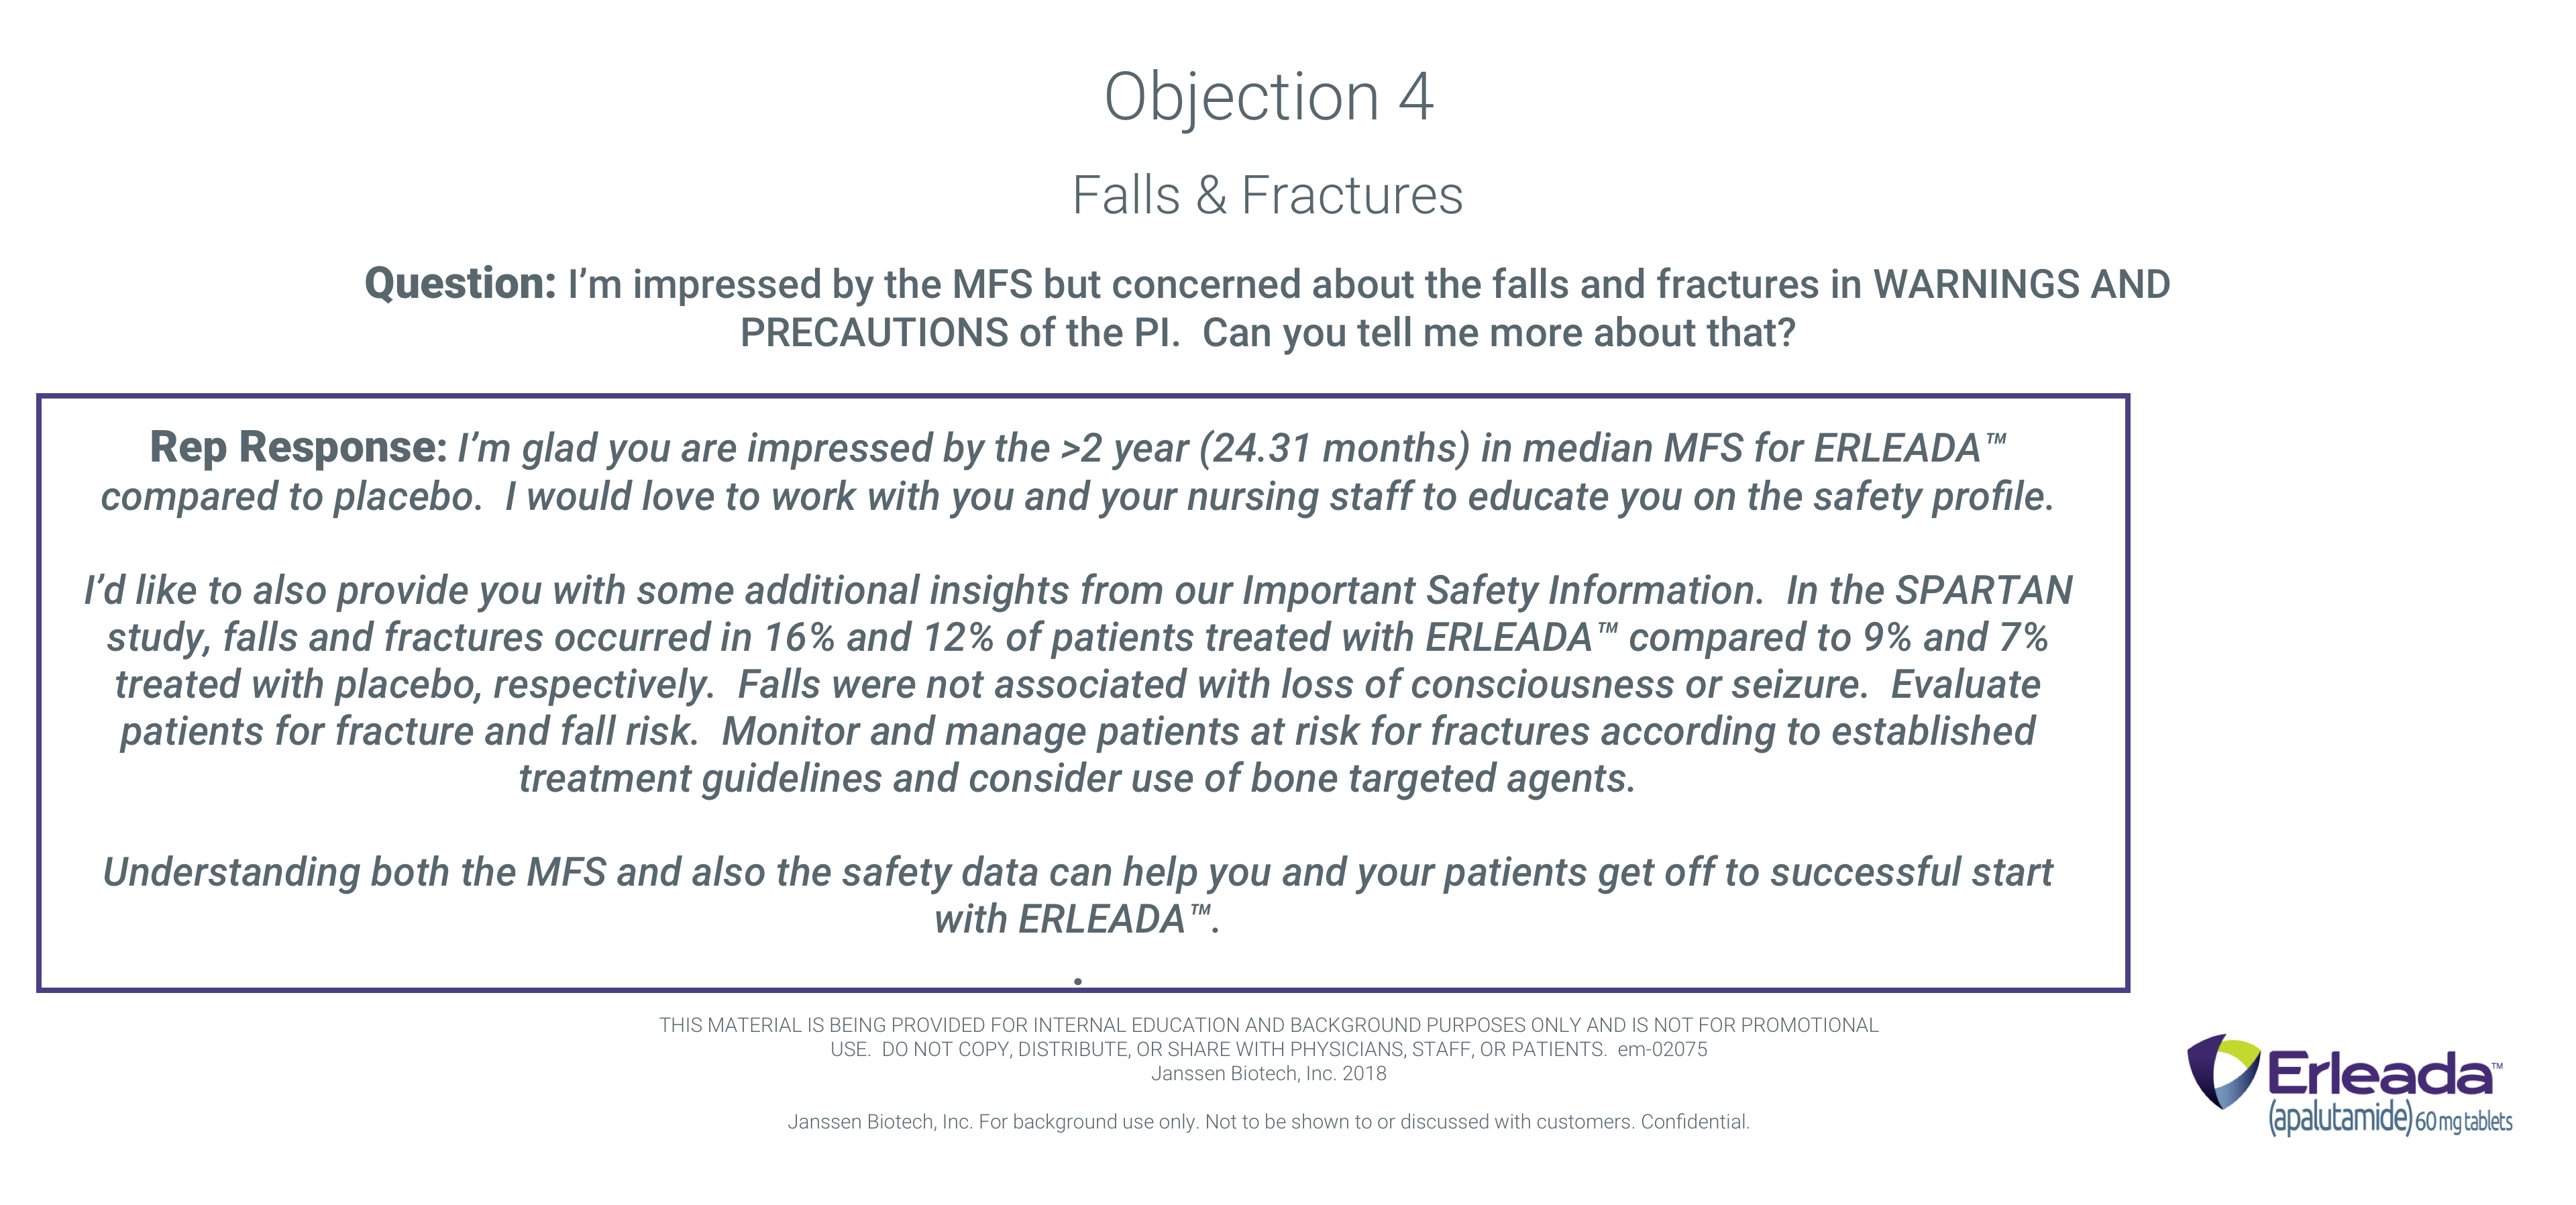 Objection 4
Falls & Fractures
Question: I’m impressed by the MFS but concerned about the falls and fractures in WARNINGS AND
PRECAUTIONS of the PI.  Can you tell me more about that?
Rep Response: I’m glad you are impressed by the >2 year (24.31 months) in median MFS for ERLEADA™
compared to placebo.  I would love to work with you and your nursing staff to educate you on the safety profile.
I’d like to also provide you with some additional insights from our Important Safety Information.  In the SPARTAN
study, falls and fractures occurred in 16% and 12% of patients treated with ERLEADA™ compared to 9% and 7%
treated with placebo, respectively.  Falls were not associated with loss of consciousness or seizure.  Evaluate
patients for fracture and fall risk.  Monitor and manage patients at risk for fractures according to established
treatment guidelines and consider use of bone targeted agents.
Understanding both the MFS and also the safety data can help you and your patients get off to successful start
with ERLEADA™.
.
THIS MATERIAL IS BEING PROVIDED FOR INTERNAL EDUCATION AND BACKGROUND PURPOSES ONLY AND IS NOT FOR PROMOTIONAL
USE.  DO NOT COPY, DISTRIBUTE, OR SHARE WITH PHYSICIANS, STAFF, OR PATIENTS.  em-02075
Janssen Biotech, Inc. 2018
Janssen Biotech, Inc. For background use only. Not to be shown to or discussed with customers. Confidential.
Erleada™
(apalutamide) 60 mg tablets